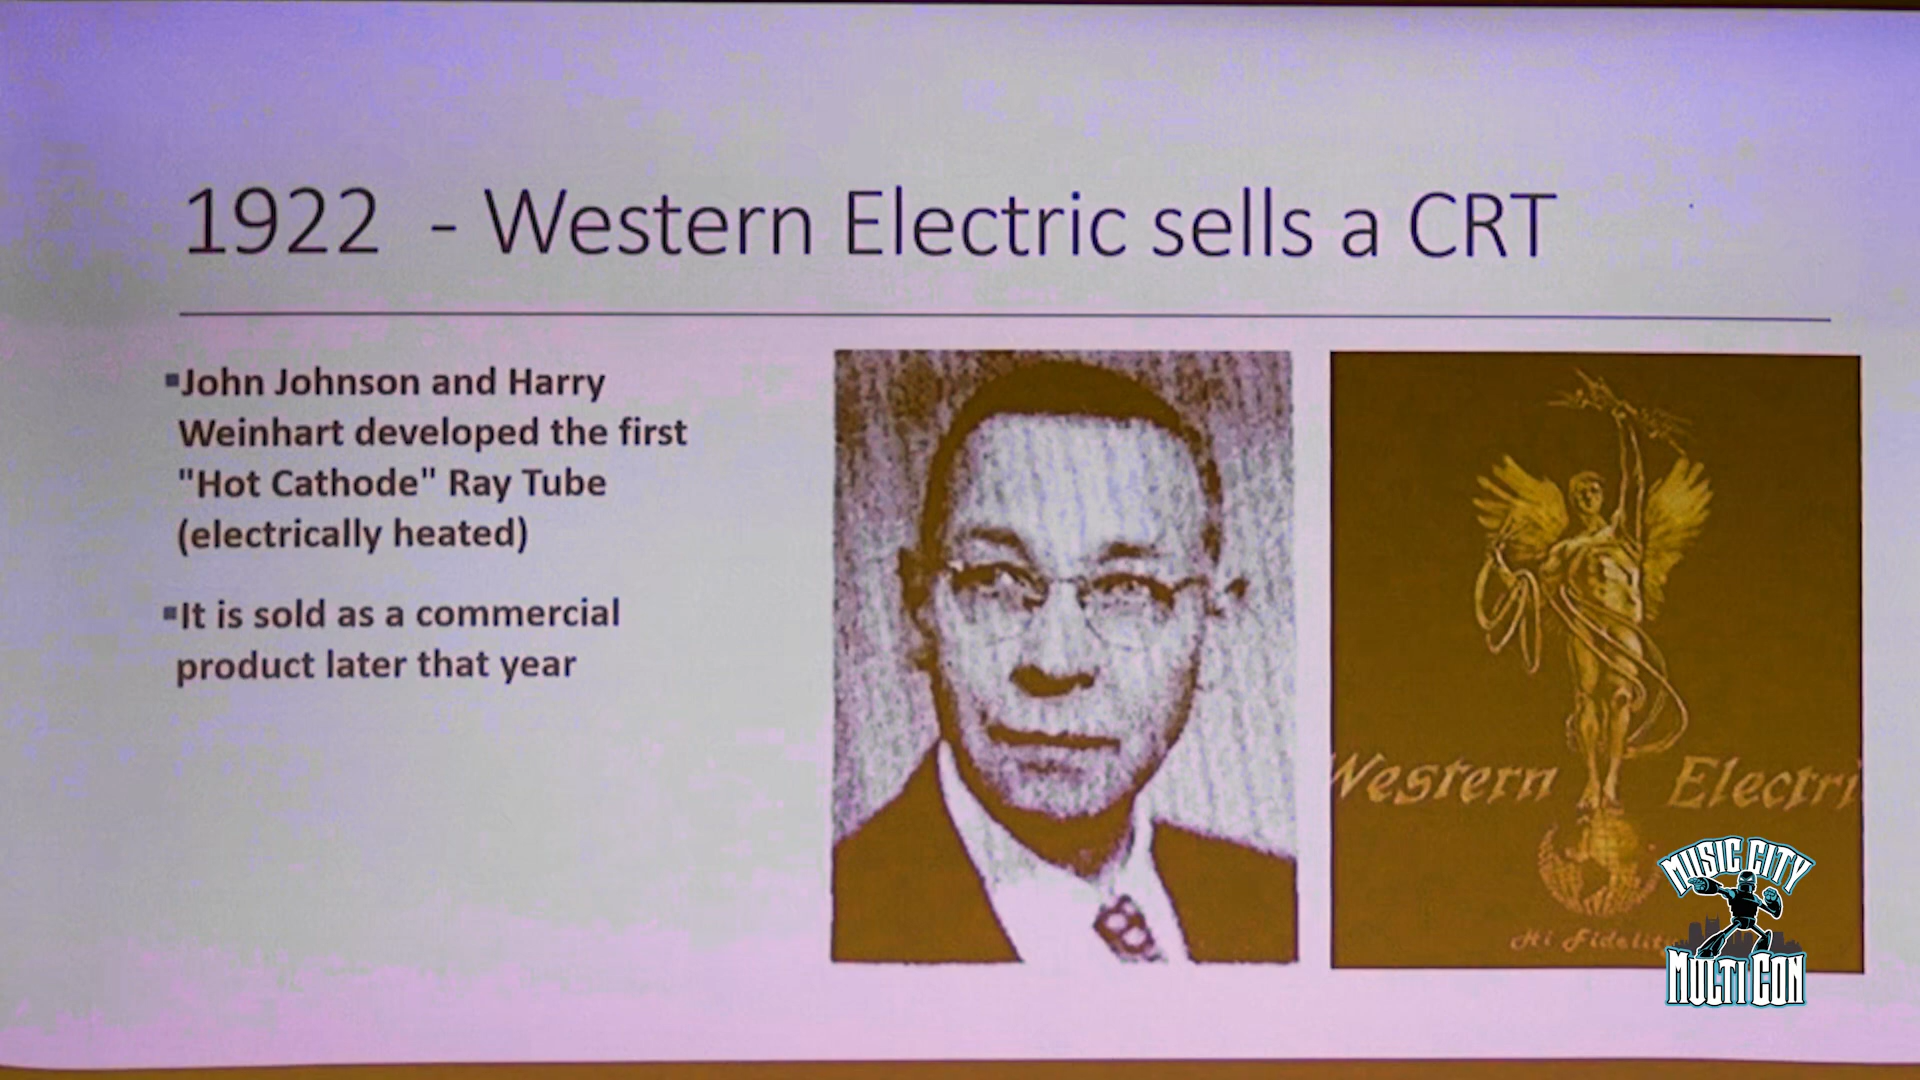 1922 - Western Electric sells a CRT
▪John Johnson and Harry
Weinhart developed the first
"Hot Cathode" Ray Tube
(electrically heated)
▪It is sold as a commercial
product later that year
Western Electri
Hi Fidelity
MUSIC CITY
MULTI CON